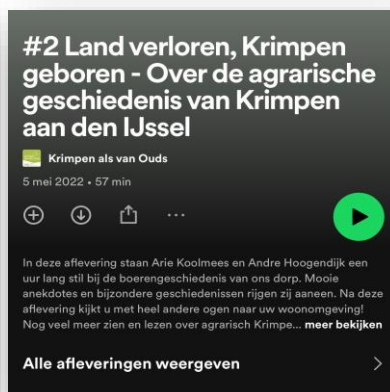 #2 Land verloren, Krimpen
geboren - Over de agrarische
geschiedenis van Krimpen
aan den IJssel
Krimpen als van Ouds
5 mei 2022 • 57 min
In deze aflevering staan Arie Koolmees en Andre Hoogendijk een
uur lang stil bij de boerengeschiedenis van ons dorp. Mooie
anekdotes en bijzondere geschiedenissen rijgen zij aaneen. Na deze
aflevering kijkt u met heel andere ogen naar uw woonomgeving!
Nog veel meer zien en lezen over agrarisch Krimpe... meer bekijken
Alle afleveringen weergeven